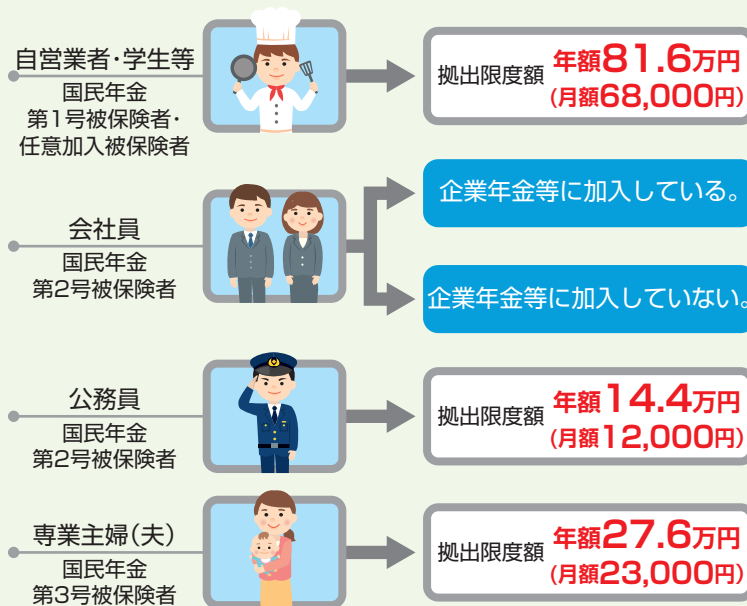 自営業者・学生等
国民年金
第1号被保険者・
任意加入被保険者
拠出限度額 年額81.6万円
(月額68,000円)
会社員
国民年金
第2号被保険者
企業年金等に加入している。
企業年金等に加入していない。
公務員
国民年金
第2号被保険者
拠出限度額 年額14.4万円
(月額12,000円)
専業主婦(夫)
国民年金
第3号被保険者
拠出限度額 年額27.6万円
(月額23,000円)